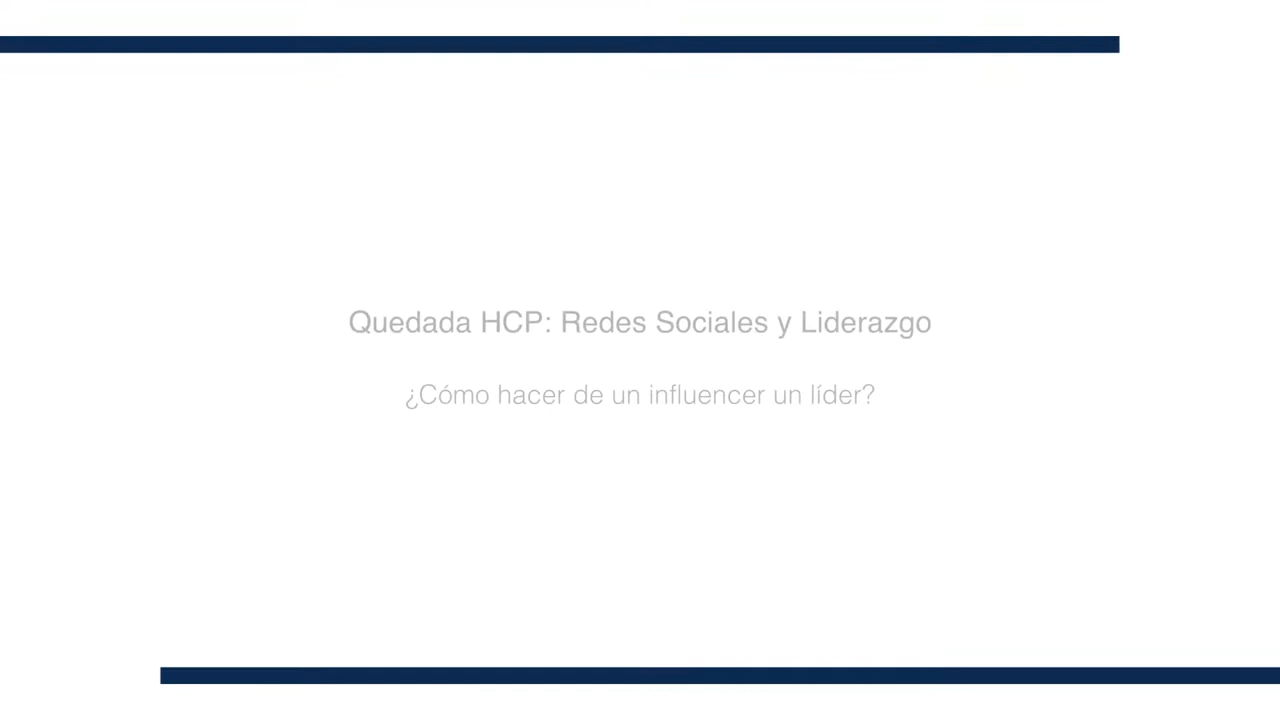 Quedada HCP: Redes Sociales y Liderazgo
¿Cómo hacer de un influencer un líder?